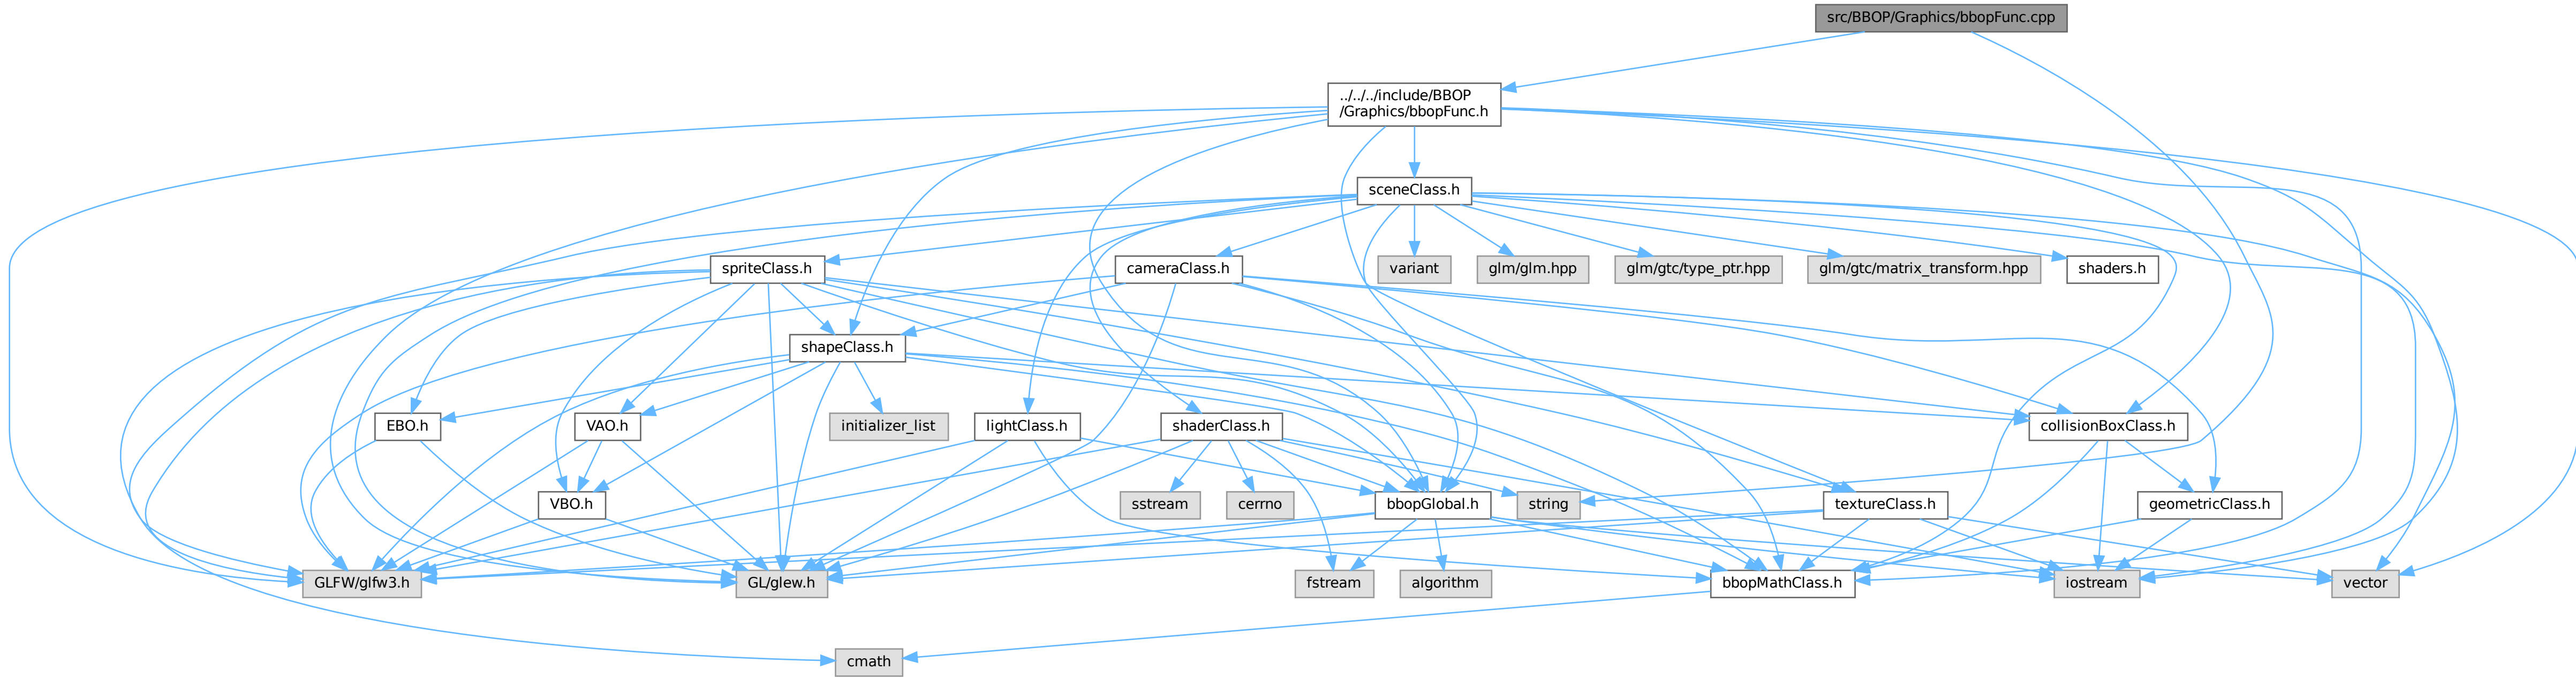 src/BBOP/Graphics/bbopFunc.cpp
../../../include/BBOP
/Graphics/bbopFunc.h
sceneClass.h
spriteClass.h
cameraClass.h
variant
glm/glm.hpp
glm/gtc/type_ptr.hpp
glm/gtc/matrix_transform.hpp
shaders.h
shapeClass.h
EBO.h
VAO.h
initializer_list
lightClass.h
shaderClass.h
collisionBoxClass.h
VBO.h
sstream
cerrno
bbopGlobal.h
string
textureClass.h
geometricClass.h
GLFW/glfw3.h
GL/glew.h
fstream
algorithm
bbopMathClass.h
iostream
vector
cmath